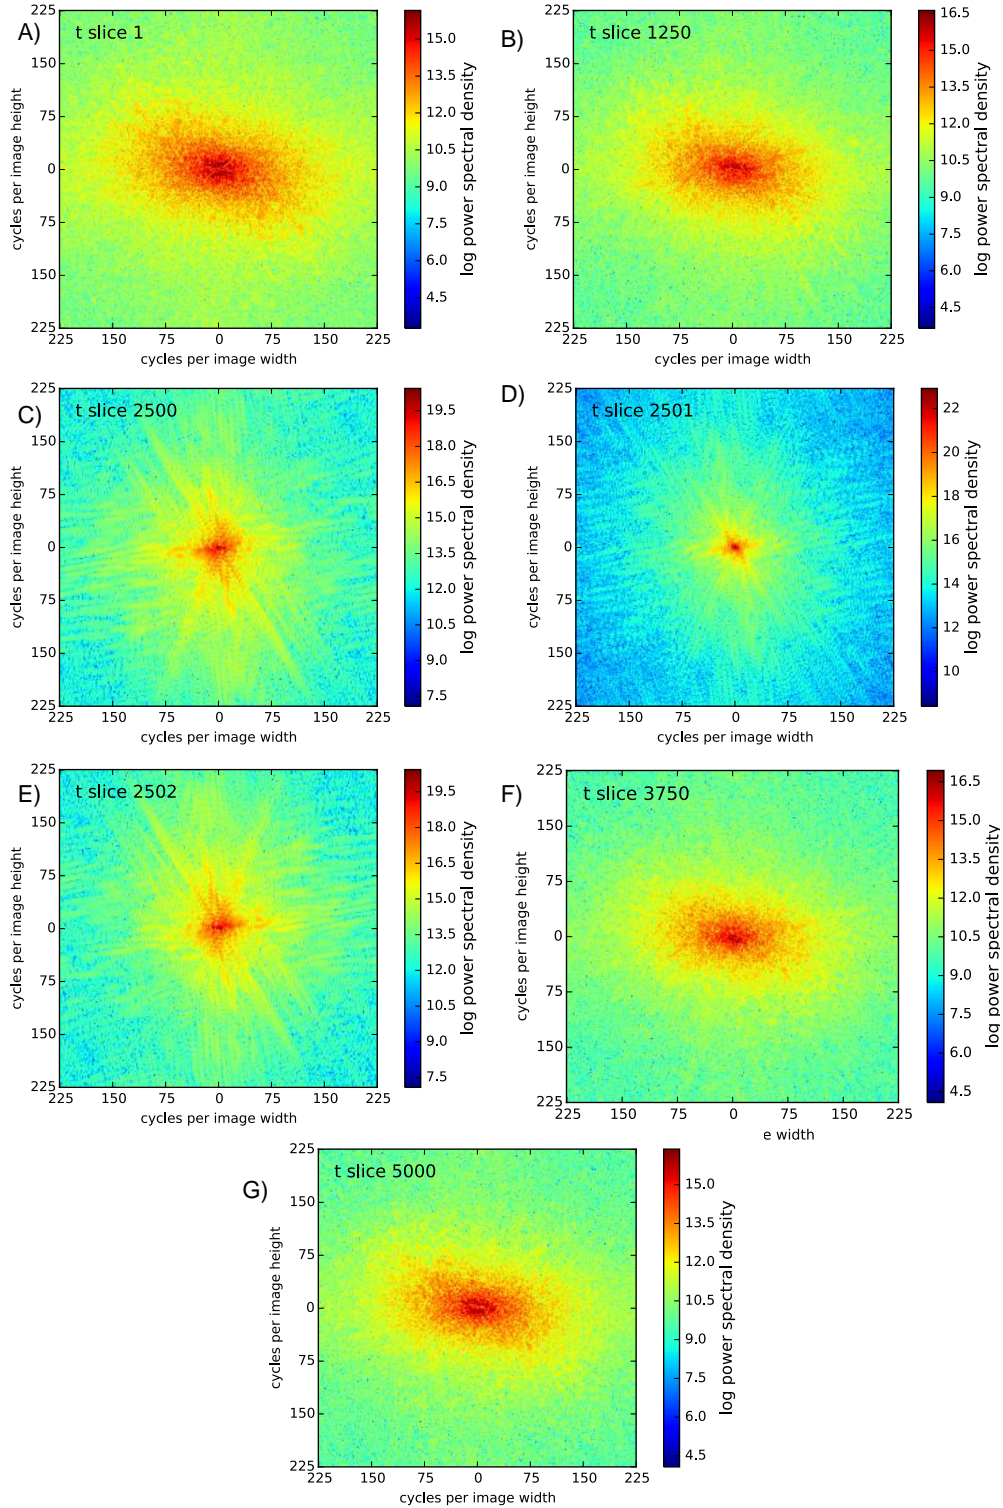 A)
t slice 1
225
150
75
0
75
150
225
225 150 75 0 75 150 225
cycles per image width
cycles per image height
15.0
13.5
12.0
10.5
9.0
7.5
6.0
4.5
log power spectral density
B)
t slice 1250
225
150
75
0
75
150
225
225 150 75 0 75 150 225
cycles per image width
cycles per image height
16.5
15.0
13.5
12.0
10.5
9.0
7.5
6.0
4.5
log power spectral density
C)
t slice 2500
225
150
75
0
75
150
225
225 150 75 0 75 150 225
cycles per image width
cycles per image height
19.5
18.0
16.5
15.0
13.5
12.0
10.5
9.0
7.5
log power spectral density
D)
t slice 2501
225
150
75
0
75
150
225
225 150 75 0 75 150 225
cycles per image width
cycles per image height
22
20
18
16
14
12
10
log power spectral density
E)
t slice 2502
225
150
75
0
75
150
225
225 150 75 0 75 150 225
cycles per image width
cycles per image height
19.5
18.0
16.5
15.0
13.5
12.0
10.5
9.0
7.5
log power spectral density
F)
t slice 3750
225
150
75
0
75
150
225
225 150 75 0 75 150 225
e width
cycles per image height
16.5
15.0
13.5
12.0
10.5
9.0
7.5
6.0
4.5
log power spectral density
G)
t slice 5000
225
150
75
0
75
150
225
225 150 75 0 75 150 225
cycles per image width
cycles per image height
15.0
13.5
12.0
10.5
9.0
7.5
6.0
4.5
log power spectral density